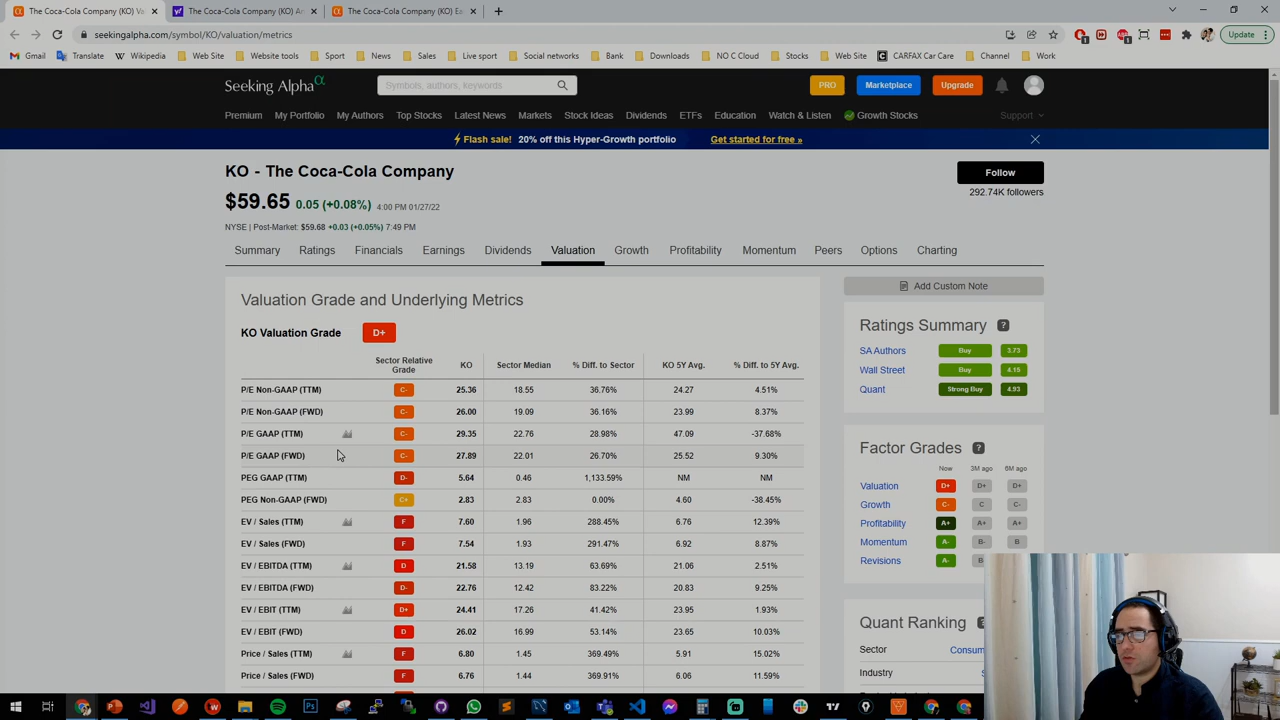 The Coca-Cola Company (KO) Va
The Coca-Cola Company (KO) An
The Coca-Cola Company (KO) Ea
seekingalpha.com/symbol/KO/valuation/metrics
Update
Gmail Translate Wikipedia Web Site Website tools Sport News Sales Live sport Social networks Bank Downloads NO C Cloud Stocks Web Site CARFAX Car Care Channel Work
Seeking Alpha α
Symbols, authors, keywords
PRO Marketplace Upgrade
Premium My Portfolio My Authors Top Stocks Latest News Markets Stock Ideas Dividends ETFs Education Watch & Listen Growth Stocks Support
Flash sale! 20% off this Hyper-Growth portfolio Get started for free »
KO - The Coca-Cola Company
Follow
$59.65 0.05 (+0.08%) 4:00 PM 01/27/22
292.74K followers
NYSE | Post-Market: $59.68 +0.03 (+0.05%) 7:49 PM
Summary Ratings Financials Earnings Dividends Valuation Growth Profitability Momentum Peers Options Charting
Valuation Grade and Underlying Metrics
KO Valuation Grade D+
Sector Relative Grade KO Sector Median % Diff. to Sector KO 5Y Avg. % Diff. to 5Y Avg.
P/E Non-GAAP (TTM) C- 25.36 18.55 36.76% 24.27 4.51%
P/E Non-GAAP (FWD) C- 26.00 19.09 36.16% 23.99 8.37%
P/E GAAP (TTM) C- 29.35 22.76 28.98% 47.09 -37.68%
P/E GAAP (FWD) C- 27.89 22.01 26.70% 25.52 9.30%
PEG GAAP (TTM) D- 5.64 0.46 1,133.59% NM NM
PEG Non-GAAP (FWD) C+ 2.83 2.83 0.00% 4.60 -38.45%
EV / Sales (TTM) F 7.60 1.96 288.45% 6.76 12.39%
EV / Sales (FWD) F 7.54 1.93 291.47% 6.92 8.87%
EV / EBITDA (TTM) D 21.58 13.19 63.69% 21.06 2.51%
EV / EBITDA (FWD) D- 22.76 12.42 83.22% 20.83 9.25%
EV / EBIT (TTM) D+ 24.41 17.26 41.42% 23.95 1.93%
EV / EBIT (FWD) D 26.02 16.99 53.14% 23.65 10.03%
Price / Sales (TTM) F 6.80 1.45 369.49% 5.91 15.02%
Price / Sales (FWD) F 6.76 1.44 369.91% 6.06 11.59%
Add Custom Note
Ratings Summary ?
SA Authors Buy 3.73
Wall Street Buy 4.15
Quant Strong Buy 4.93
Factor Grades ?
Now 3M ago 6M ago
Valuation D+ D+ D+
Growth C- C C-
Profitability A+ A+ A+
Momentum A- B- B
Revisions A-
Quant Ranking
Sector Consum
Industry